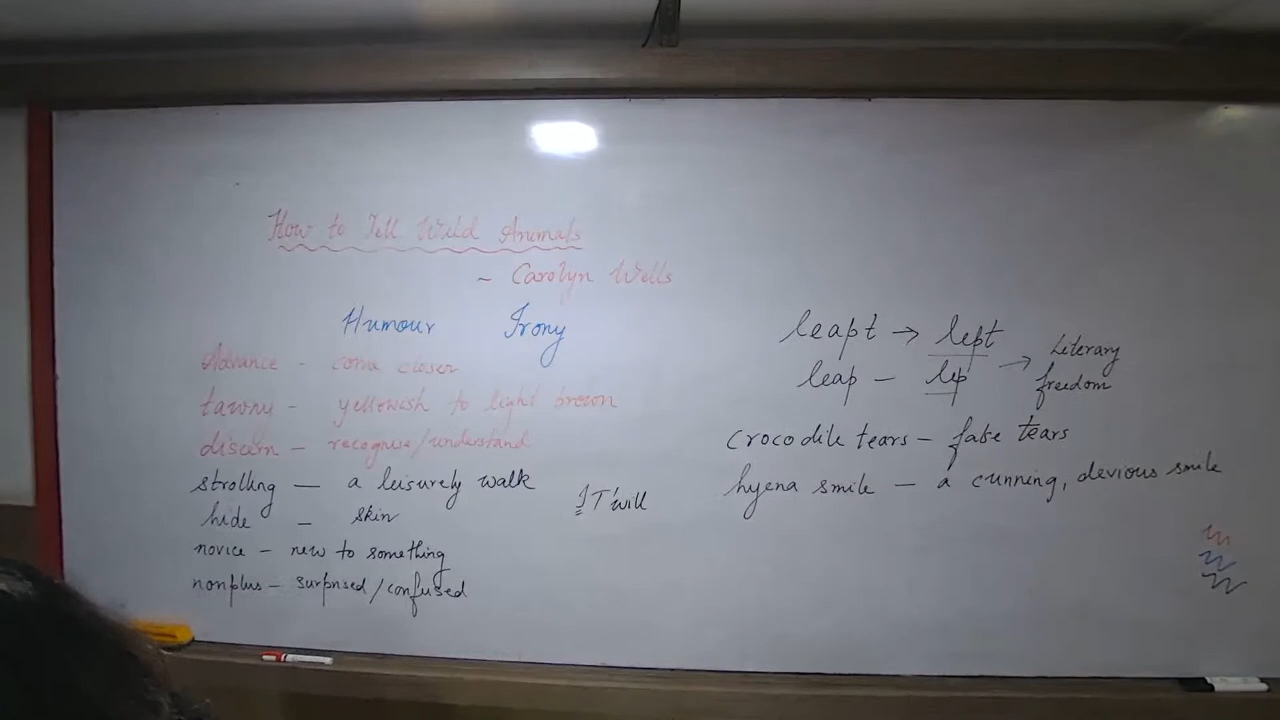 How to Tell Wild Animals
~ Carolyn Wells
Humour Irony
Advance - come closer
tawny - yellowish to light brown
discern - recognise/understand
strolling — a leisurely walk
hide - skin
novice - new to something
nonplus - surprised/confused
IT'will
leapt → lept
leap - lep → Literary freedom
crocodile tears - fake tears
hyena smile - a cunning, devious smile